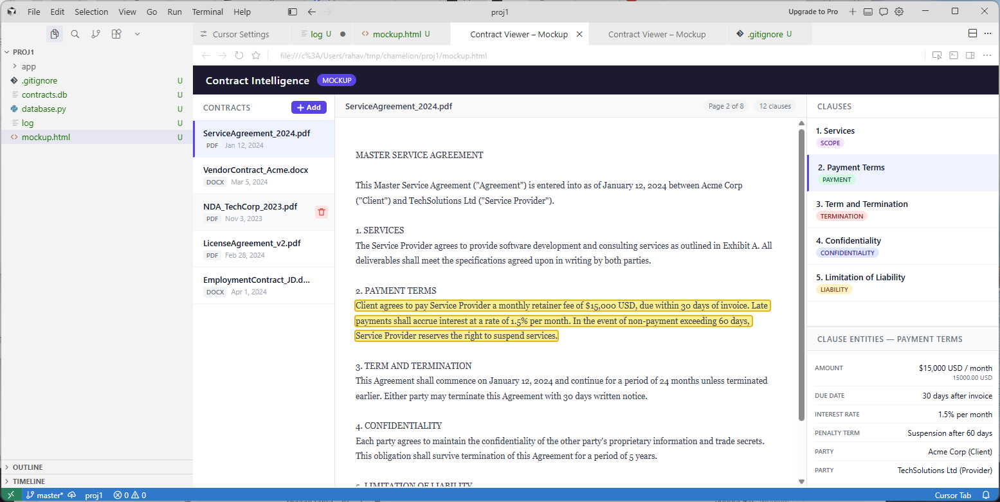 File Edit Selection View Go Run Terminal Help
proj1
Upgrade to Pro
PROJ1
app
.gitignore U
contracts.db U
database.py U
log U
mockup.html U
OUTLINE
TIMELINE
Cursor Settings
log U
mockup.html U
Contract Viewer – Mockup
Contract Viewer – Mockup
.gitignore U
file:///c%3A/Users/rahav/tmp/chamelion/proj1/mockup.html
Contract Intelligence MOCKUP
CONTRACTS
+ Add
ServiceAgreement_2024.pdf
PDF Jan 12, 2024
VendorContract_Acme.docx
DOCX Mar 5, 2024
NDA_TechCorp_2023.pdf
PDF Nov 3, 2023
LicenseAgreement_v2.pdf
PDF Feb 28, 2024
EmploymentContract_JD.d...
DOCX Apr 1, 2024
ServiceAgreement_2024.pdf
Page 2 of 8
12 clauses
MASTER SERVICE AGREEMENT
This Master Service Agreement ("Agreement") is entered into as of January 12, 2024 between Acme Corp
("Client") and TechSolutions Ltd ("Service Provider").
1. SERVICES
The Service Provider agrees to provide software development and consulting services as outlined in Exhibit A. All
deliverables shall meet the specifications agreed upon in writing by both parties.
2. PAYMENT TERMS
Client agrees to pay Service Provider a monthly retainer fee of $15,000 USD, due within 30 days of invoice. Late
payments shall accrue interest at a rate of 1.5% per month. In the event of non-payment exceeding 60 days,
Service Provider reserves the right to suspend services.
3. TERM AND TERMINATION
This Agreement shall commence on January 12, 2024 and continue for a period of 24 months unless terminated
earlier. Either party may terminate this Agreement with 30 days written notice.
4. CONFIDENTIALITY
Each party agrees to maintain the confidentiality of the other party's proprietary information and trade secrets.
This obligation shall survive termination of this Agreement for a period of 5 years.
5. LIMITATION OF LIABILITY
CLAUSES
1. Services
SCOPE
2. Payment Terms
PAYMENT
3. Term and Termination
TERMINATION
4. Confidentiality
CONFIDENTIALITY
5. Limitation of Liability
LIABILITY
CLAUSE ENTITIES — PAYMENT TERMS
AMOUNT $15,000 USD / month
15000.00 USD
DUE DATE 30 days after invoice
INTEREST RATE 1.5% per month
PENALTY TERM Suspension after 60 days
PARTY Acme Corp (Client)
PARTY TechSolutions Ltd (Provider)
master* proj1 0 0
Cursor Tab